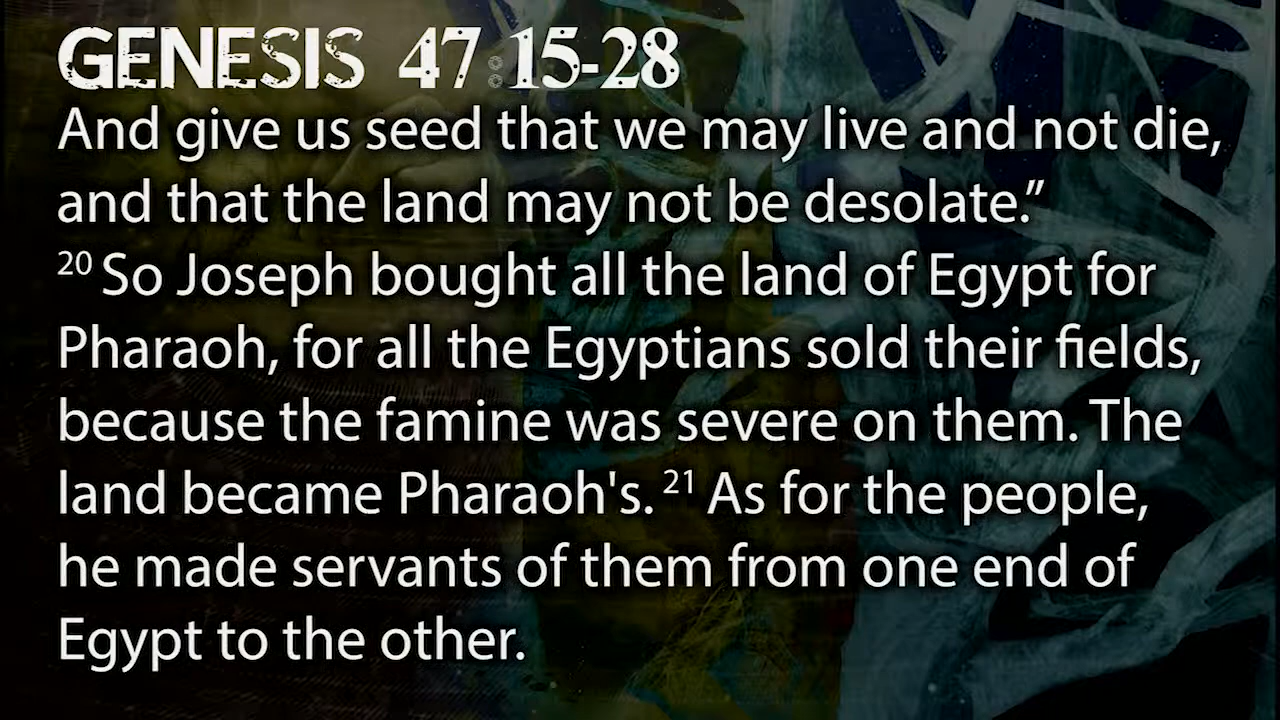 GENESIS 47:15-28
And give us seed that we may live and not die,
and that the land may not be desolate.”
20 So Joseph bought all the land of Egypt for
Pharaoh, for all the Egyptians sold their fields,
because the famine was severe on them. The
land became Pharaoh's. 21 As for the people,
he made servants of them from one end of
Egypt to the other.